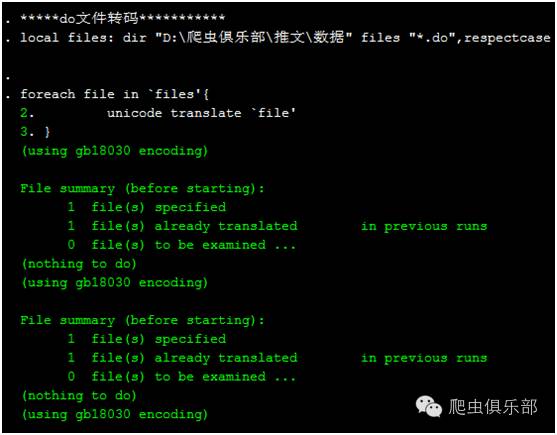 . *****do文件转码***********
. local files: dir "D:\爬虫俱乐部\推文\数据" files "*.do",respectcase
.
. foreach file in `files'{
2. unicode translate `file'
3. }
(using gb18030 encoding)
File summary (before starting):
1 file(s) specified
1 file(s) already translated in previous runs
0 file(s) to be examined ...
(nothing to do)
(using gb18030 encoding)
File summary (before starting):
1 file(s) specified
1 file(s) already translated in previous runs
0 file(s) to be examined ...
(nothing to do)
(using gb18030 encoding)
爬虫俱乐部